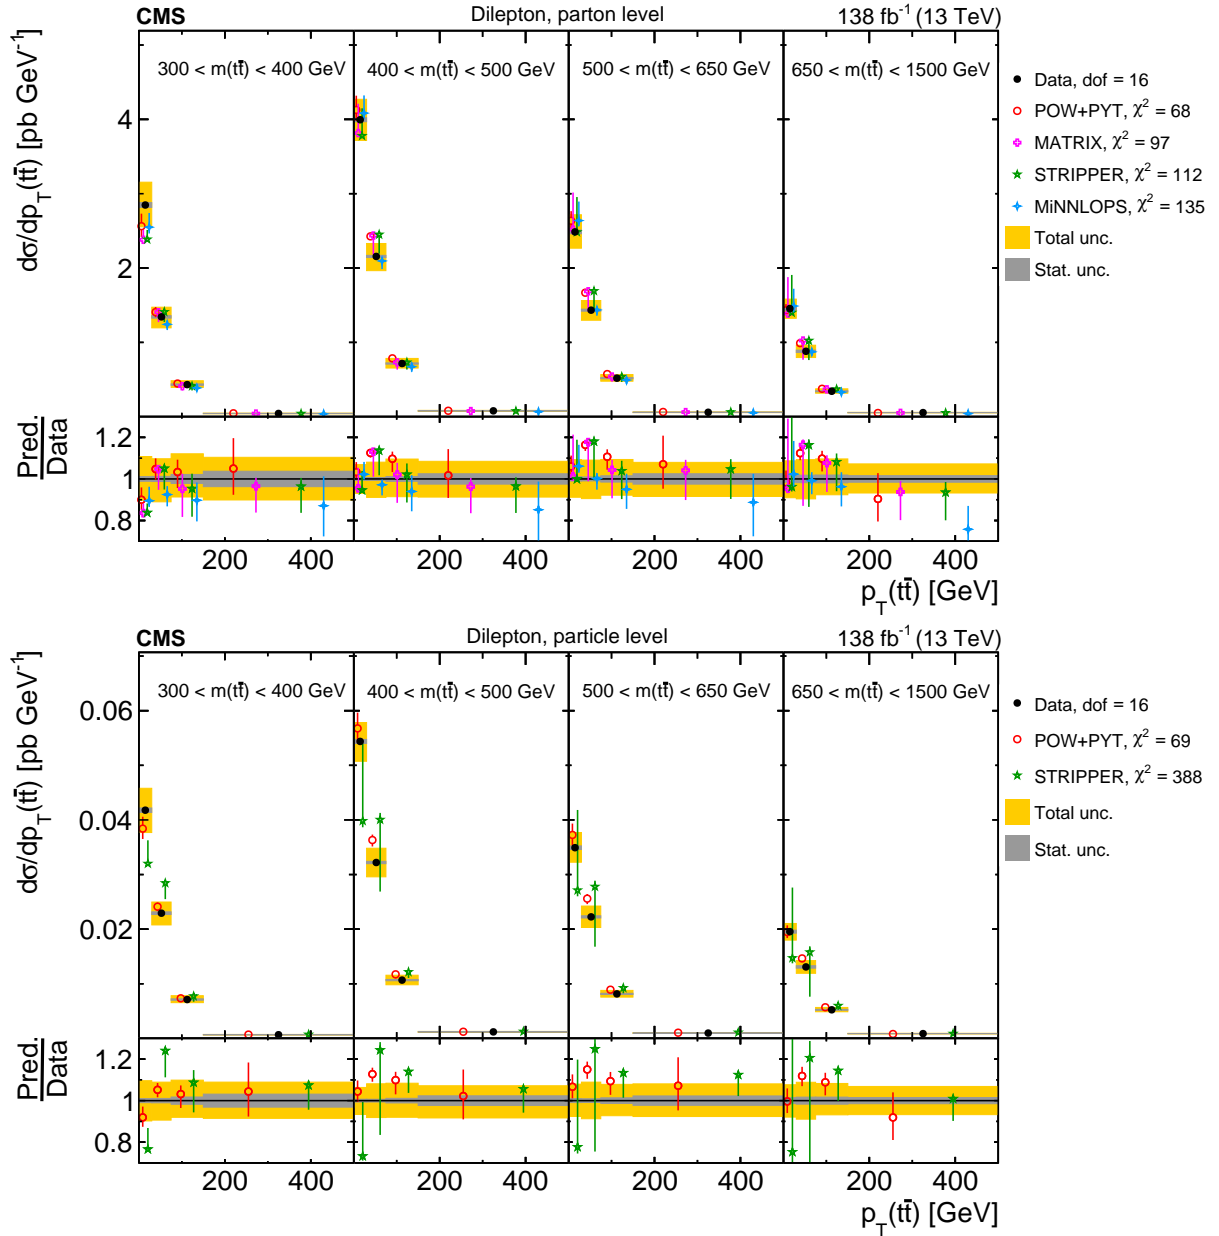 CMS Dilepton, parton level 138 fb⁻¹ (13 TeV)
300 < m(tt̄) < 400 GeV 400 < m(tt̄) < 500 GeV 500 < m(tt̄) < 650 GeV 650 < m(tt̄) < 1500 GeV
dσ/dp_T(tt̄) [pb GeV⁻¹]
4
2
Data, dof = 16
POW+PYT, χ² = 68
MATRIX, χ² = 97
STRIPPER, χ² = 112
MiNNLOPS, χ² = 135
Total unc.
Stat. unc.
Pred.
Data
1.2
1
0.8
200 400 200 400 200 400 200 400
p_T(tt̄) [GeV]
CMS Dilepton, particle level 138 fb⁻¹ (13 TeV)
300 < m(tt̄) < 400 GeV 400 < m(tt̄) < 500 GeV 500 < m(tt̄) < 650 GeV 650 < m(tt̄) < 1500 GeV
dσ/dp_T(tt̄) [pb GeV⁻¹]
0.06
0.04
0.02
Data, dof = 16
POW+PYT, χ² = 69
STRIPPER, χ² = 388
Total unc.
Stat. unc.
Pred.
Data
1.2
1
0.8
200 400 200 400 200 400 200 400
p_T(tt̄) [GeV]